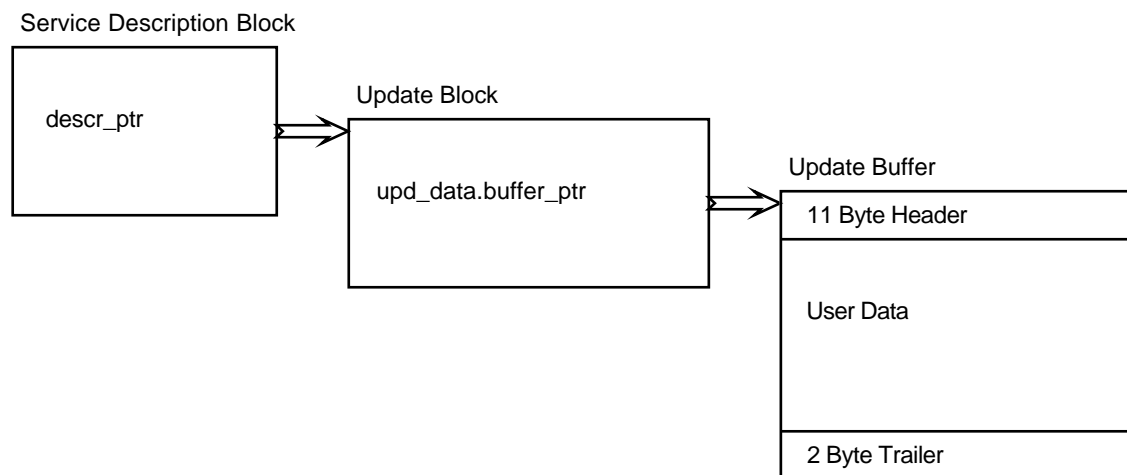 Service Description Block
descr_ptr
Update Block
upd_data.buffer_ptr
Update Buffer
11 Byte Header
User Data
2 Byte Trailer